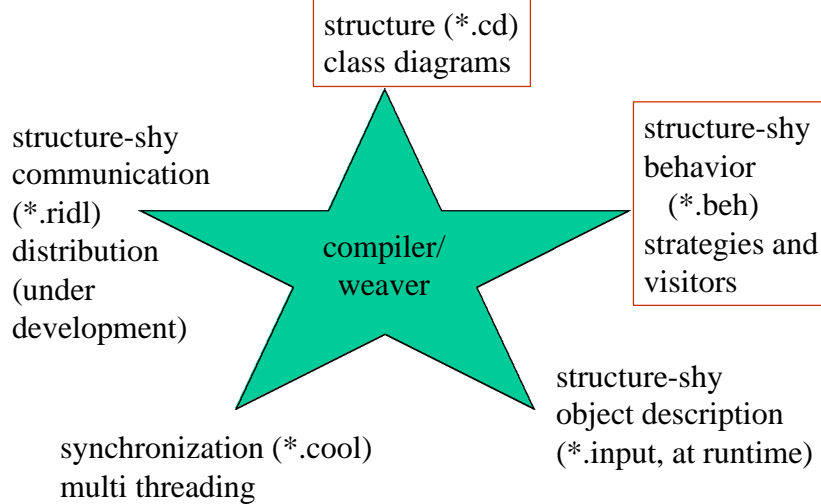 structure (*.cd)
class diagrams
structure-shy
communication
(*.ridl)
distribution
(under
development)
structure-shy
behavior
(*.beh)
strategies and
visitors
compiler/
weaver
structure-shy
object description
(*.input, at runtime)
synchronization (*.cool)
multi threading